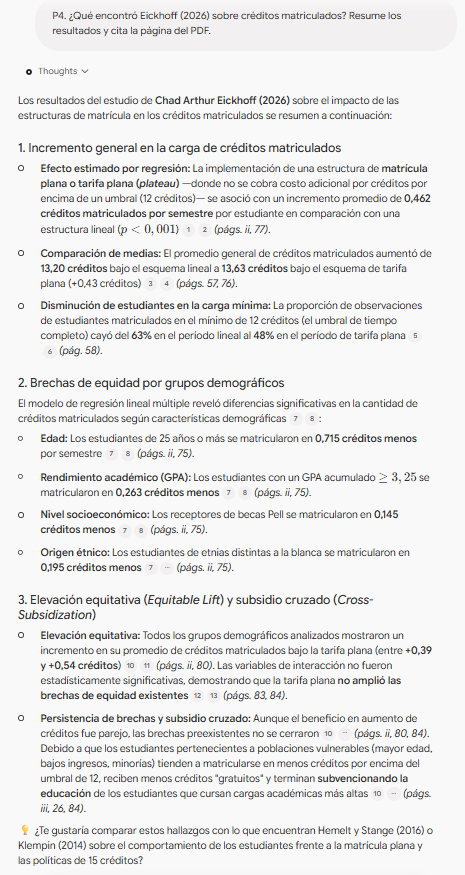 P4. ¿Qué encontró Eickhoff (2026) sobre créditos matriculados? Resume los
resultados y cita la página del PDF.
Thoughts
Los resultados del estudio de Chad Arthur Eickhoff (2026) sobre el impacto de las
estructuras de matrícula en los créditos matriculados se resumen a continuación:
1. Incremento general en la carga de créditos matriculados
Efecto estimado por regresión: La implementación de una estructura de matrícula
plana o tarifa plana (plateau) —donde no se cobra costo adicional por créditos por
encima de un umbral (12 créditos)— se asoció con un incremento promedio de 0,462
créditos matriculados por semestre por estudiante en comparación con una
estructura lineal (p < 0,001) 1 2 (págs. ii, 77).
Comparación de medias: El promedio general de créditos matriculados aumentó de
13,20 créditos bajo el esquema lineal a 13,63 créditos bajo el esquema de tarifa
plana (+0,43 créditos) 3 4 (págs. 57, 76).
Disminución de estudiantes en la carga mínima: La proporción de observaciones
de estudiantes matriculados en el mínimo de 12 créditos (el umbral de tiempo
completo) cayó del 63% en el período lineal al 48% en el período de tarifa plana 5
6 (pág. 58).
2. Brechas de equidad por grupos demográficos
El modelo de regresión lineal múltiple reveló diferencias significativas en la cantidad de
créditos matriculados según características demográficas 7 8 :
Edad: Los estudiantes de 25 años o más se matricularon en 0,715 créditos menos
por semestre 7 8 (págs. ii, 75).
Rendimiento académico (GPA): Los estudiantes con un GPA acumulado ≥ 3,25 se
matricularon en 0,263 créditos menos 7 8 (págs. ii, 75).
Nivel socioeconómico: Los receptores de becas Pell se matricularon en 0,145
créditos menos 7 8 (págs. ii, 75).
Origen étnico: Los estudiantes de etnias distintas a la blanca se matricularon en
0,195 créditos menos 7 ... (págs. ii, 75).
3. Elevación equitativa (Equitable Lift) y subsidio cruzado (Cross-
Subsidization)
Elevación equitativa: Todos los grupos demográficos analizados mostraron un
incremento en su promedio de créditos matriculados bajo la tarifa plana (entre +0,39
y +0,54 créditos) 10 11 (págs. ii, 80). Las variables de interacción no fueron
estadísticamente significativas, demostrando que la tarifa plana no amplió las
brechas de equidad existentes 12 13 (págs. 83, 84).
Persistencia de brechas y subsidio cruzado: Aunque el beneficio en aumento de
créditos fue parejo, las brechas preexistentes no se cerraron 10 ... (págs. ii, 80, 84).
Debido a que los estudiantes pertenecientes a poblaciones vulnerables (mayor edad,
bajos ingresos, minorías) tienden a matricularse en menos créditos por encima del
umbral de 12, reciben menos créditos "gratuitos" y terminan subvencionando la
educación de los estudiantes que cursan cargas académicas más altas 10 ... (págs.
iii, 26, 84).
💡 ¿Te gustaría comparar estos hallazgos con lo que encuentran Hemelt y Stange (2016) o
Klempin (2014) sobre el comportamiento de los estudiantes frente a la matrícula plana y
las políticas de 15 créditos?